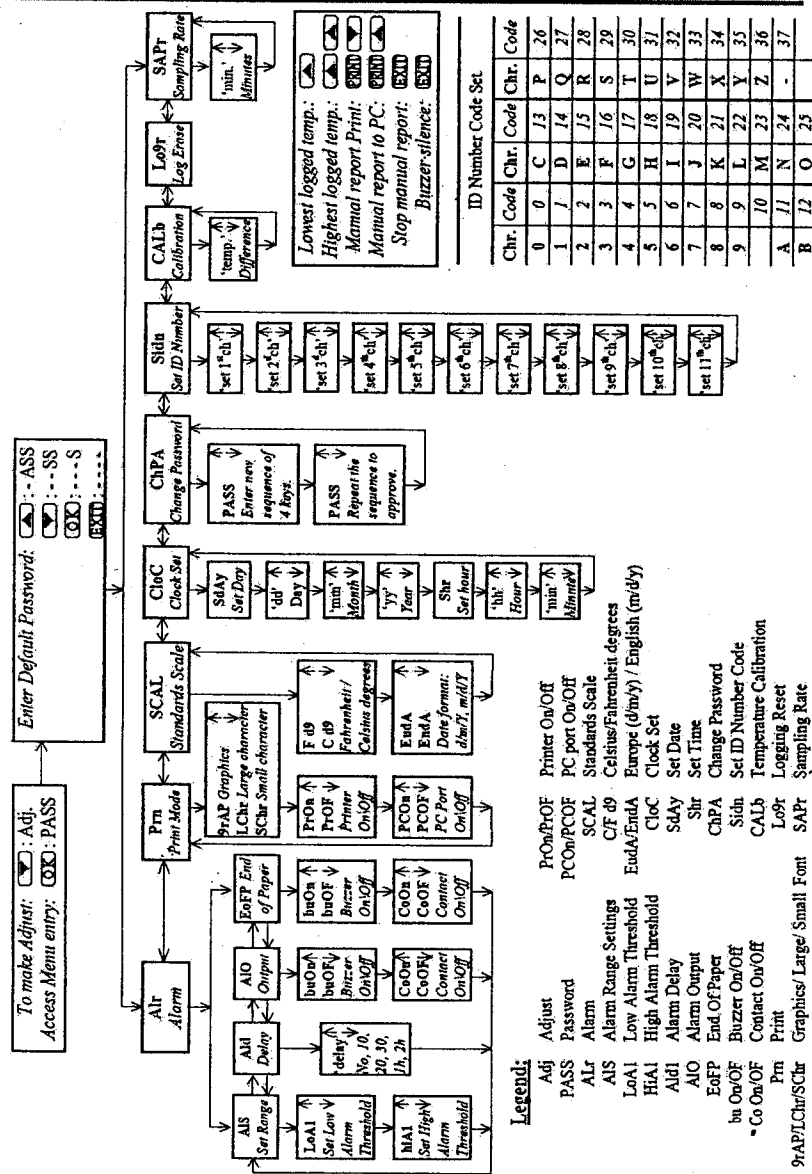 To make Adjust: ▼ : Adj.
Access Menu entry: OK : PASS
Enter Default Password: ▲ : - ASS
▼ : - - SS
OK : - - - S
EXIT : - - - -
Alr
Alarm
Prn
Print Mode
SCAL
Standards Scale
CloC
Clock Set
ChPA
Change Password
Sidn
Set ID Number
CALb
Calibration
Lo9r
Log Erase
SAPr
Sampling Rate
AlS
Set Range
Ald
Delay
AlO
Output
EoFP End
of Paper
LoA1
Set Low
Alarm
Threshold
hiA1
Set High
Alarm
Threshold
'delay
No, 10,
20, 30,
1h, 2h
buOn
buOF
Buzzer
On\Off
CoOn
CoOF
Contact
On\Off
buOn
buOF
Buzzer
On\Off
CoOn
CoOF
Contact
On\Off
9rAP Graphics
LChr Large character
SChr Small character
PrOn
PrOF
Printer
On\Off
PCOn
PCOF
PC Port
On\Off
F d9
C d9
Fahrenheit/
Celsius degrees
EudA
EndA
Date format:
d/m/Y, m/d/Y
SdAy
Set Day
'dd'
Day
'mm'
Month
'yy'
Year
Shr
Set hour
'hh'
Hour
'min'
Minute
PASS
Enter new
sequence of
4 Keys.
PASS
Repeat the
sequence to
approve.
'set 1st ch'
'set 2d ch'
'set 3d ch'
'set 4th ch'
'set 5th ch'
'set 6th ch'
'set 7th ch'
'set 8th ch'
'set 9th ch'
'set 10th ch'
'set 11th ch'
'temp.'
Difference
'min.'
Minutes
Lowest logged temp.: ▲
Highest logged temp.: ▲ ▲
Manual report Print: PRINT ▼
Manual report to PC: PRINT ▲
Stop manual report: EXIT
Buzzer silence: EXIT
Legend:
Adj Adjust
PASS Password
ALr Alarm
AlS Alarm Range Settings
LoA1 Low Alarm Threshold
HiA1 High Alarm Threshold
Ald1 Alarm Delay
AlO Alarm Output
EoFP End Of Paper
bu On/OF Buzzer On/Off
Co On/OF Contact On/Off
Prn Print
9rAP/LChr/SChr Graphics/ Large/ Small Font
PrOn/PrOF Printer On/Off
PCOn/PCOF PC port On/Off
SCAL Standards Scale
C/F d9 Celsius/Fahrenheit degrees
EudA/EndA Europe (d/m/y) / English (m/d/y)
CloC Clock Set
SdAy Set Date
Shr Set Time
ChPA Change Password
Sidn Set ID Number Code
CALb Temperature Calibration
Lo9r Logging Reset
SAPr Sampling Rate
ID Number Code Set
Chr. Code Chr. Code Chr. Code
0 0 C 13 P 26
1 1 D 14 Q 27
2 2 E 15 R 28
3 3 F 16 S 29
4 4 G 17 T 30
5 5 H 18 U 31
6 6 I 19 V 32
7 7 J 20 W 33
8 8 K 21 X 34
9 9 L 22 Y 35
10 M 23 Z 36
A 11 N 24 - 37
B 12 O 25